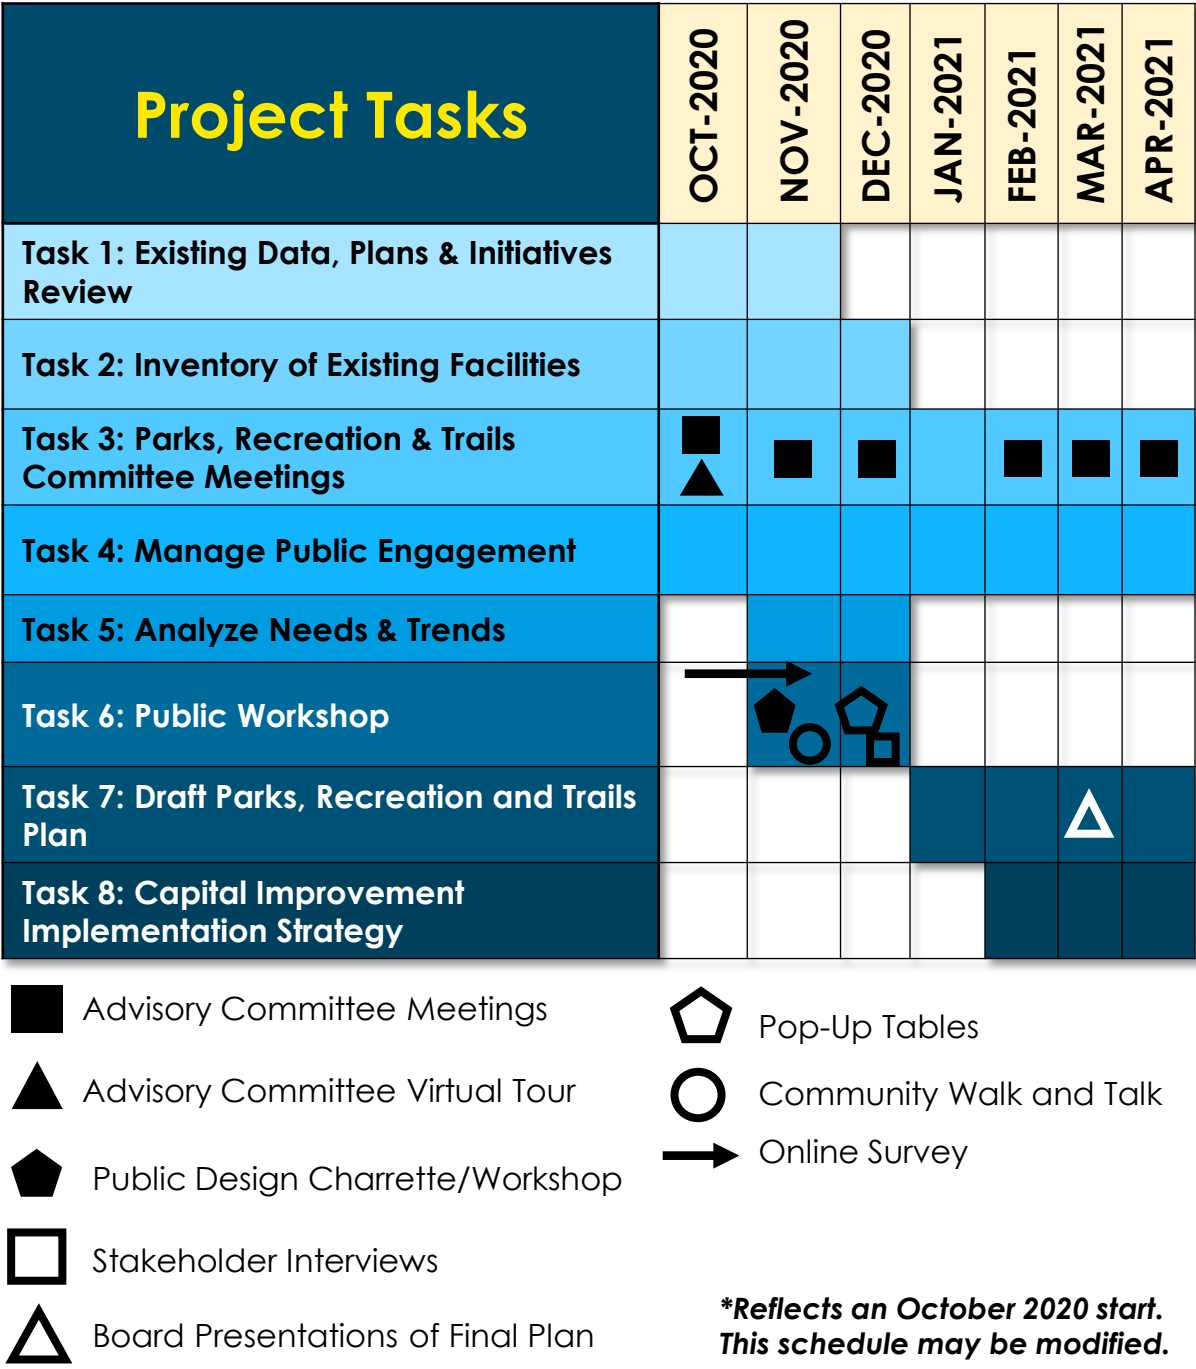 Project Tasks
OCT-2020
NOV-2020
DEC-2020
JAN-2021
FEB-2021
MAR-2021
APR-2021
Task 1: Existing Data, Plans & Initiatives
Review
Task 2: Inventory of Existing Facilities
Task 3: Parks, Recreation & Trails
Committee Meetings
Task 4: Manage Public Engagement
Task 5: Analyze Needs & Trends
Task 6: Public Workshop
Task 7: Draft Parks, Recreation and Trails
Plan
Task 8: Capital Improvement
Implementation Strategy
Advisory Committee Meetings
Advisory Committee Virtual Tour
Public Design Charrette/Workshop
Stakeholder Interviews
Board Presentations of Final Plan
Pop-Up Tables
Community Walk and Talk
Online Survey
*Reflects an October 2020 start.
This schedule may be modified.